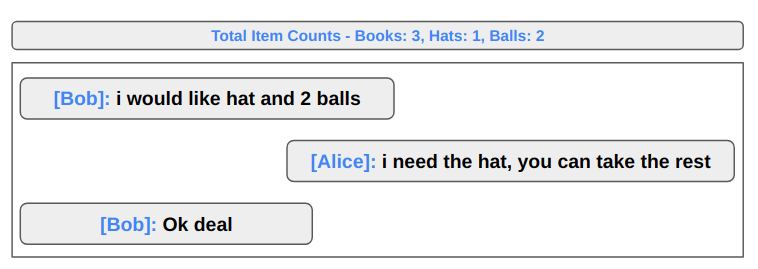 Total Item Counts - Books: 3, Hats: 1, Balls: 2
[Bob]: i would like hat and 2 balls
[Alice]: i need the hat, you can take the rest
[Bob]: Ok deal